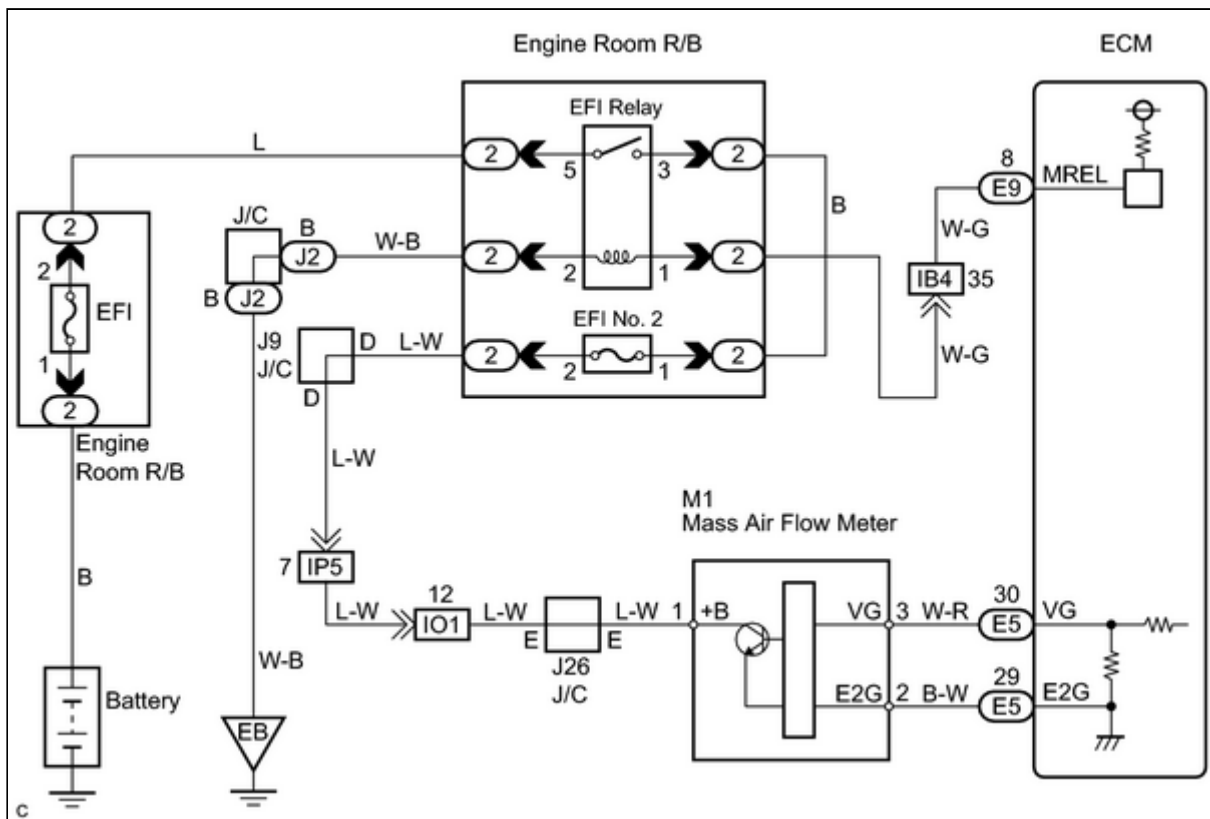 Engine Room R/B
ECM
EFI Relay
L
2
5
3
2
8
E9
MREL
B
W-G
2
J/C
B
J2
W-B
2
2
1
2
IB4
35
2
EFI
1
B
J2
EFI No. 2
W-G
J9
J/C
D
L-W
2
2
1
2
D
2
Engine
Room R/B
L-W
M1
Mass Air Flow Meter
7
IP5
B
12
30
L-W
IO1
L-W
L-W
1
+B
VG
3
W-R
E5
VG
E
E
J26
J/C
W-B
29
Battery
E2G
2
B-W
E5
E2G
EB
C